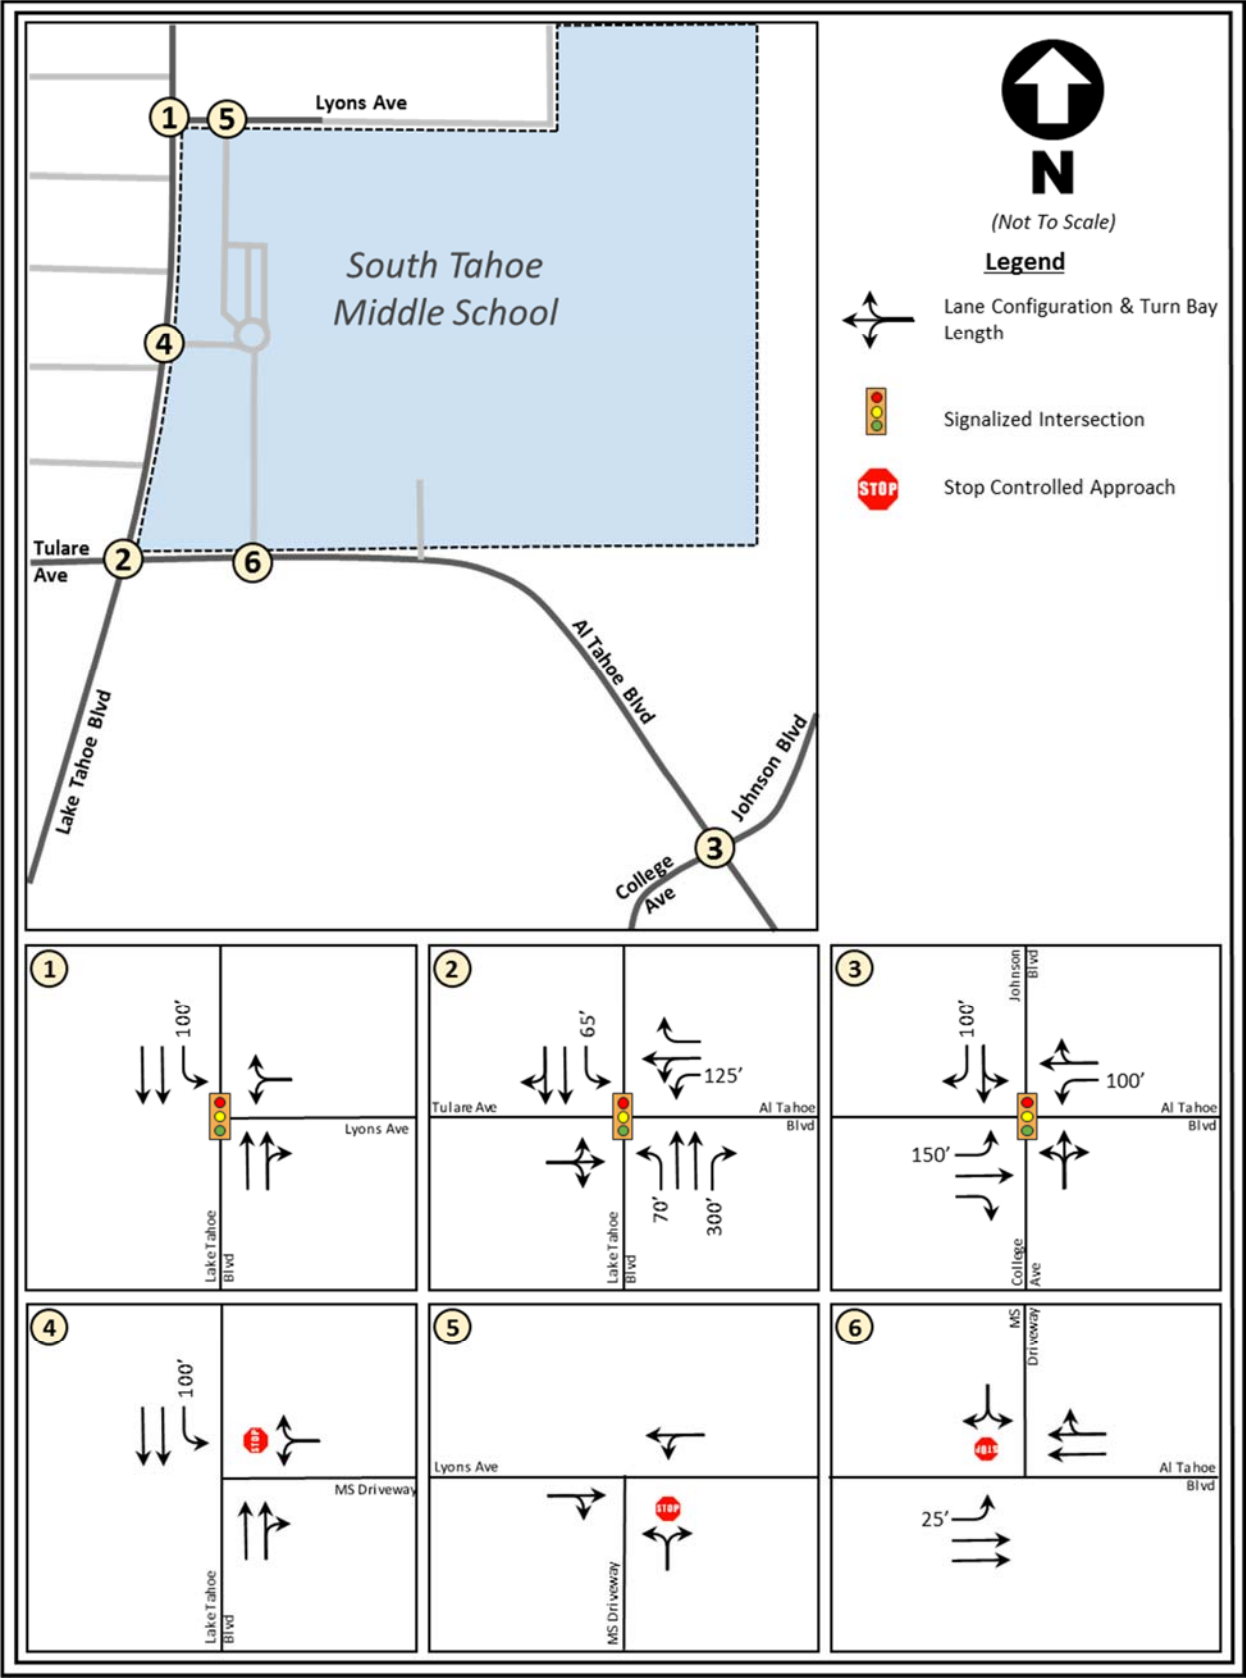 1
5
Lyons Ave
South Tahoe
Middle School
4
Tulare
Ave
2
6
Al Tahoe Blvd
Lake Tahoe Blvd
Johnson Blvd
3
College
Ave
N
(Not To Scale)
Legend
Lane Configuration & Turn Bay
Length
Signalized Intersection
STOP
Stop Controlled Approach
1
100'
Lyons Ave
Lake Tahoe
Blvd
2
65'
125'
Tulare Ave
Al Tahoe
Blvd
70'
300'
Lake Tahoe
Blvd
3
Johnson
Blvd
100'
100'
Al Tahoe
Blvd
150'
College
Ave
4
100'
STOP
MS Driveway
Lake Tahoe
Blvd
5
Lyons Ave
STOP
MS Driveway
6
MS
Driveway
STOP
Al Tahoe
Blvd
25'